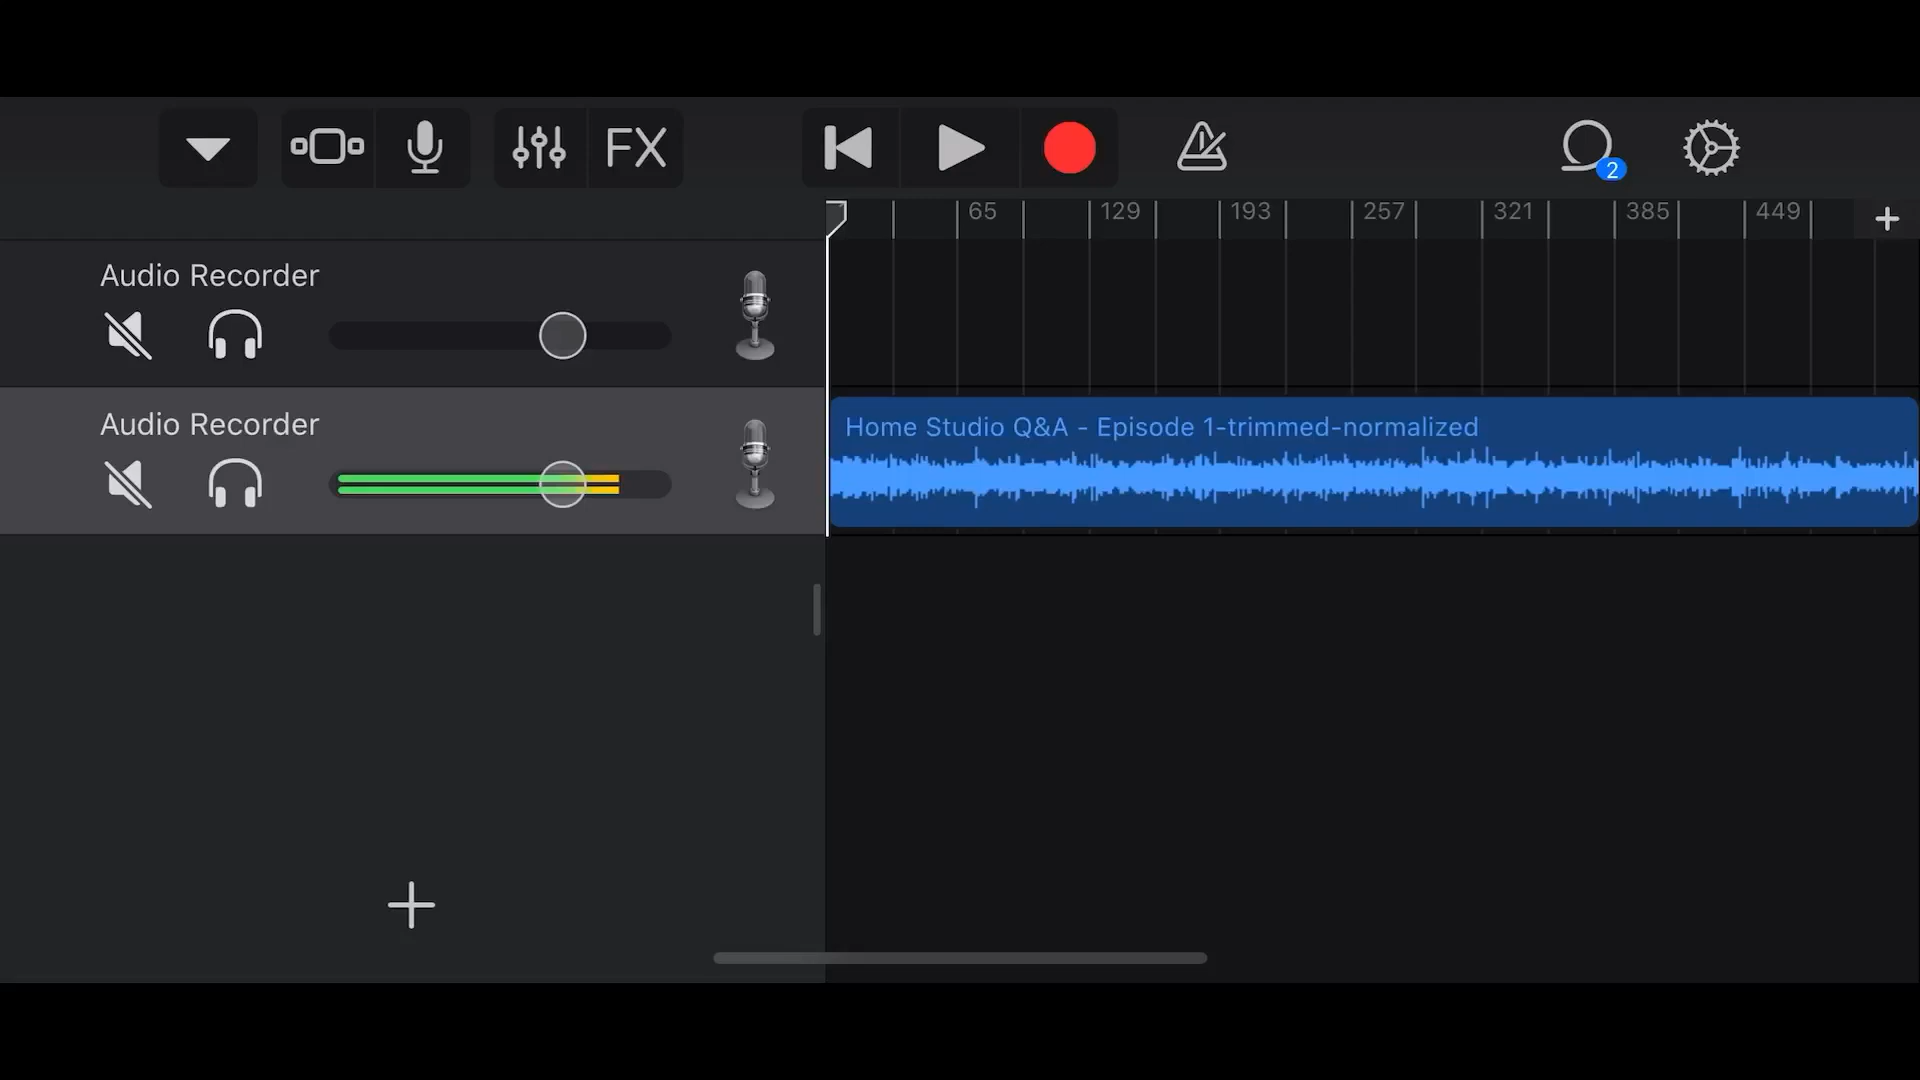 FX
2
65 129 193 257 321 385 449
Audio Recorder
Audio Recorder
Home Studio Q&A - Episode 1-trimmed-normalized